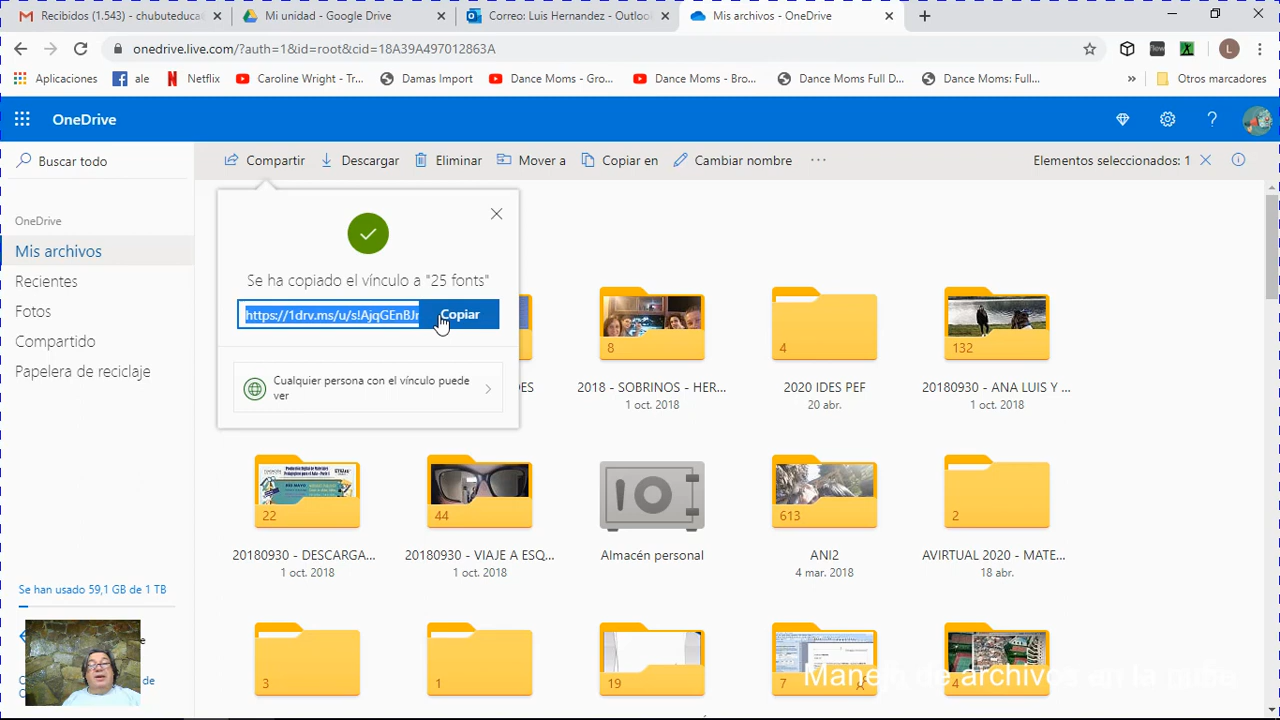 Recibidos (1.543) - chubuteduca
Mi unidad - Google Drive
Correo: Luis Hernandez - Outloo
Mis archivos - OneDrive
onedrive.live.com/?auth=1&id=root&cid=18A39A497012863A
L
Aplicaciones
ale
Netflix
Caroline Wright - Tr...
Damas Import
Dance Moms - Gro...
Dance Moms - Bro...
Dance Moms Full D...
Dance Moms: Full...
»
Otros marcadores
OneDrive
?
Buscar todo
Compartir
Descargar
Eliminar
Mover a
Copiar en
Cambiar nombre
...
Elementos seleccionados: 1
OneDrive
Mis archivos
Recientes
Fotos
Compartido
Papelera de reciclaje
Se ha copiado el vínculo a "25 fonts"
https://1drv.ms/u/s!AjqGEnBJr
Copiar
Cualquier persona con el vínculo puede
ver
8
4
132
DES
2018 - SOBRINOS - HER...
2020 IDES PEF
20180930 - ANA LUIS Y ...
1 oct. 2018
20 abr.
1 oct. 2018
22
44
613
2
20180930 - DESCARGA...
20180930 - VIAJE A ESQ...
Almacén personal
ANI2
AVIRTUAL 2020 - MATE...
1 oct. 2018
1 oct. 2018
4 mar. 2018
18 abr.
Se han usado 59,1 GB de 1 TB
3
1
19
7
4
Manejo de archivos en la nube